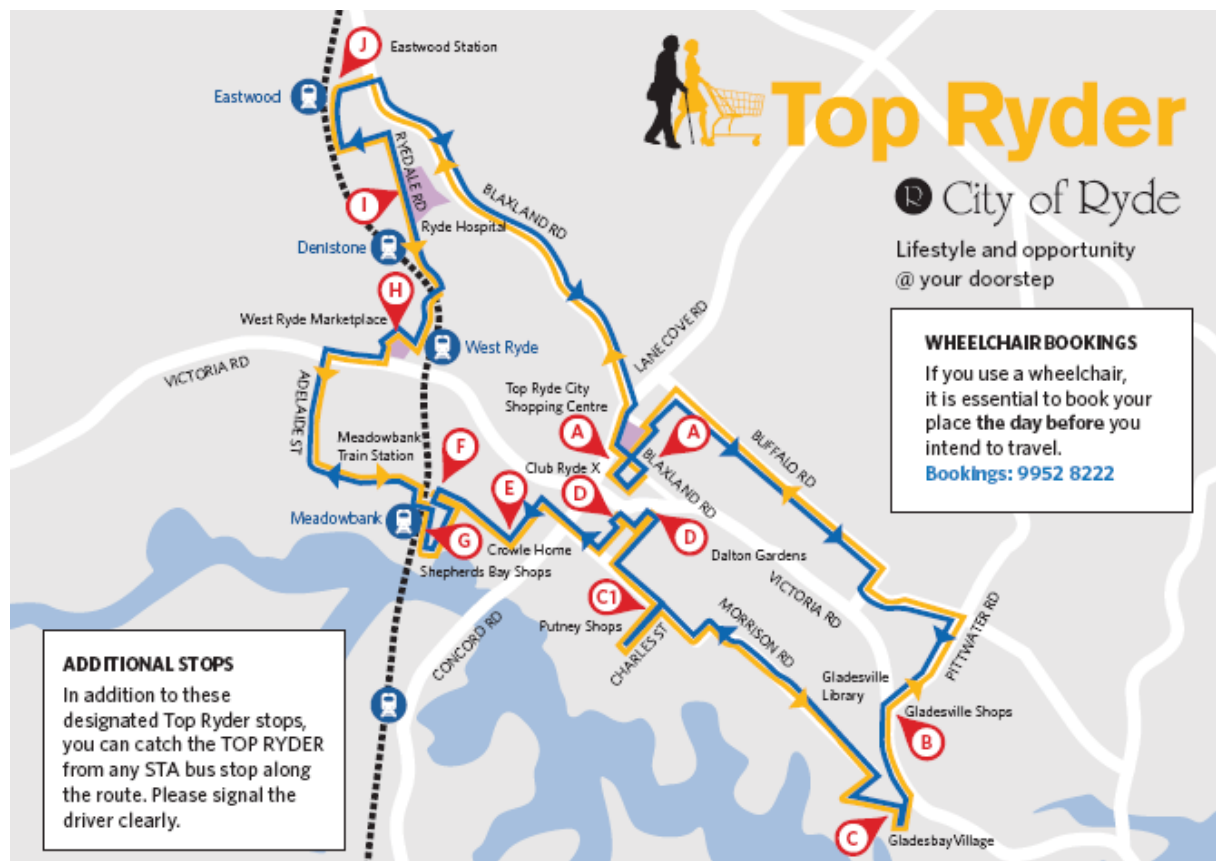 J
Eastwood Station
Eastwood
Top Ryder
R City of Ryde
Lifestyle and opportunity
@ your doorstep
RYEDALE RD
BLAXLAND RD
I
Ryde Hospital
Denistone
H
West Ryde Marketplace
West Ryde
VICTORIA RD
ADELAIDE ST
LANE COVE RD
WHEELCHAIR BOOKINGS
If you use a wheelchair,
it is essential to book your
place the day before you
intend to travel.
Bookings: 9952 8222
Top Ryde City
Shopping Centre
A
A
Meadowbank
Train Station
F
Club Ryde X
BLAXLAND RD
BUFFALO RD
E
D
D
Meadowbank
G
Crowle Home
Shepherds Bay Shops
Dalton Gardens
C1
Putney Shops
VICTORIA RD
CONCORD RD
CHARLES ST
MORRISON RD
PITTWATER RD
Gladesville
Library
Gladesville Shops
B
C
Gladesbay Village
ADDITIONAL STOPS
In addition to these
designated Top Ryder stops,
you can catch the TOP RYDER
from any STA bus stop along
the route. Please signal the
driver clearly.